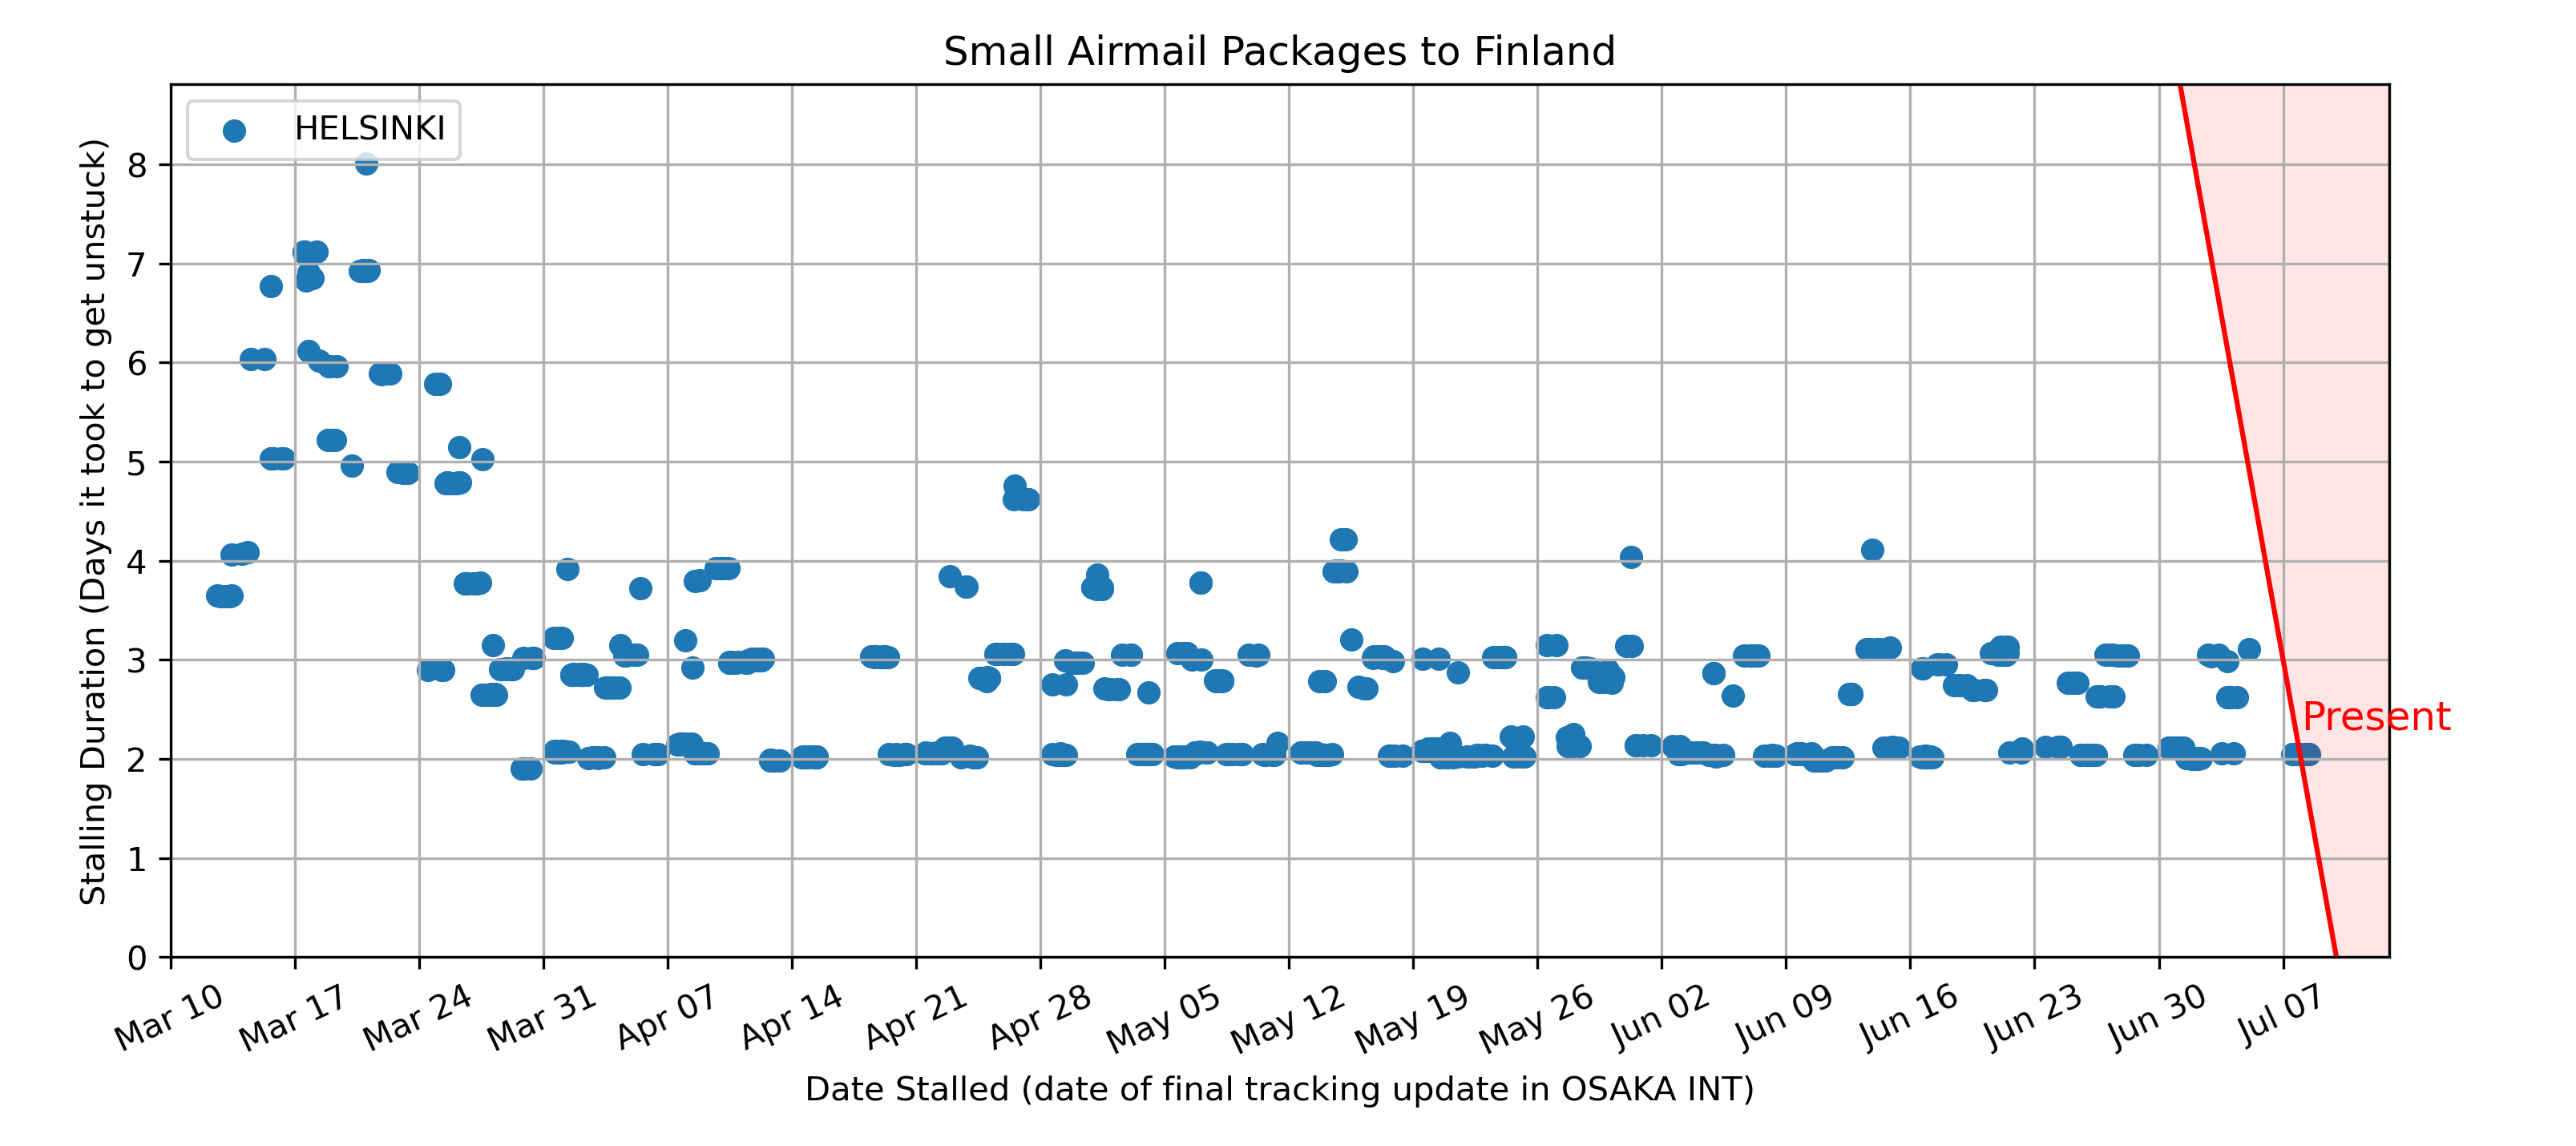 Small Airmail Packages to Finland
HELSINKI
Stalling Duration (Days it took to get unstuck)
8
7
6
5
4
3
2
1
0
Present
Mar 10
Mar 17
Mar 24
Mar 31
Apr 07
Apr 14
Apr 21
Apr 28
May 05
May 12
May 19
May 26
Jun 02
Jun 09
Jun 16
Jun 23
Jun 30
Jul 07
Date Stalled (date of final tracking update in OSAKA INT)